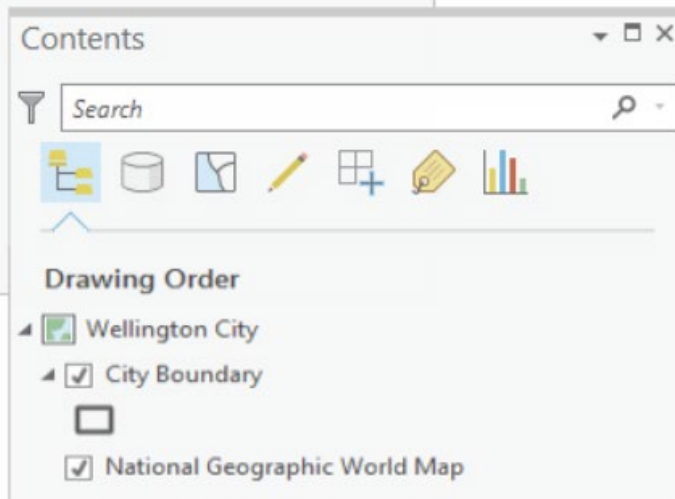 Contents
Search
Drawing Order
Wellington City
City Boundary
National Geographic World Map